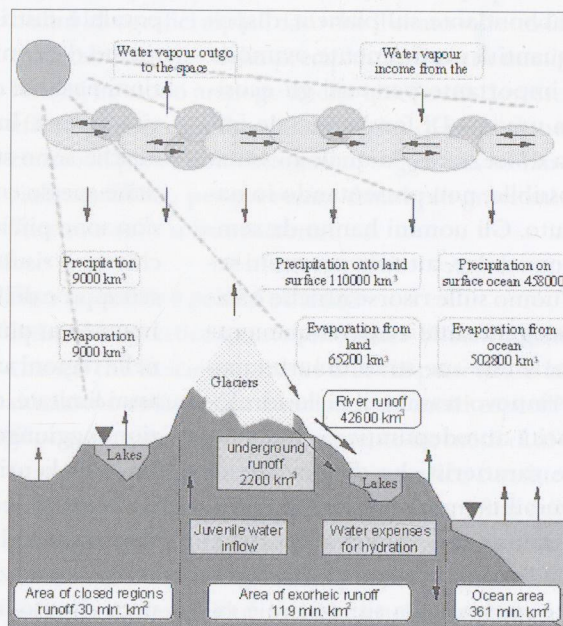 Water vapour outgo
to the space
Water vapour
income from the
Precipitation
9000 km³
Precipitation onto land
surface 110000 km³
Precipitation on
surface ocean 458000
Evaporation
9000 km³
Evaporation from
land
65200 km³
Evaporation from
ocean
502800 km³
Glaciers
River runoff
42600 km³
Lakes
underground
runoff
2200 km³
Lakes
Juvenile water
inflow
Water expenses
for hydration
Area of closed regions
runoff 30 mln. km²
Area of exorheic runoff
119 mln. km²
Ocean area
361 mln. km²